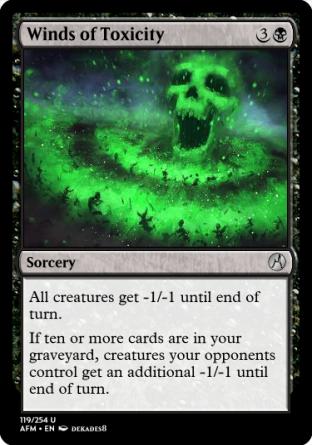 Winds of Toxicity 3
Sorcery
All creatures get -1/-1 until end of
turn.
If ten or more cards are in your
graveyard, creatures your opponents
control get an additional -1/-1 until
end of turn.
119/254 U
AFM • EN DEKADES8